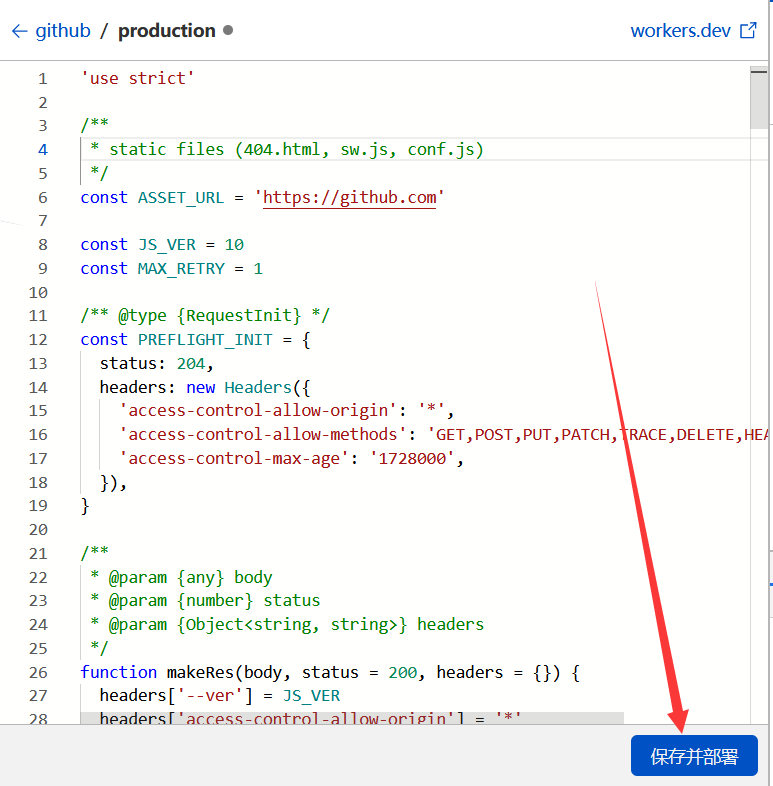 ← github / production
workers.dev
1 'use strict'
2
3 /**
4 * static files (404.html, sw.js, conf.js)
5 */
6 const ASSET_URL = 'https://github.com'
7
8 const JS_VER = 10
9 const MAX_RETRY = 1
10
11 /** @type {RequestInit} */
12 const PREFLIGHT_INIT = {
13 status: 204,
14 headers: new Headers({
15 'access-control-allow-origin': '*',
16 'access-control-allow-methods': 'GET,POST,PUT,PATCH,TRACE,DELETE,HEA
17 'access-control-max-age': '1728000',
18 }),
19 }
20
21 /**
22 * @param {any} body
23 * @param {number} status
24 * @param {Object<string, string>} headers
25 */
26 function makeRes(body, status = 200, headers = {}) {
27 headers['--ver'] = JS_VER
28 headers['access-control-allow-origin'] = '*'
保存并部署